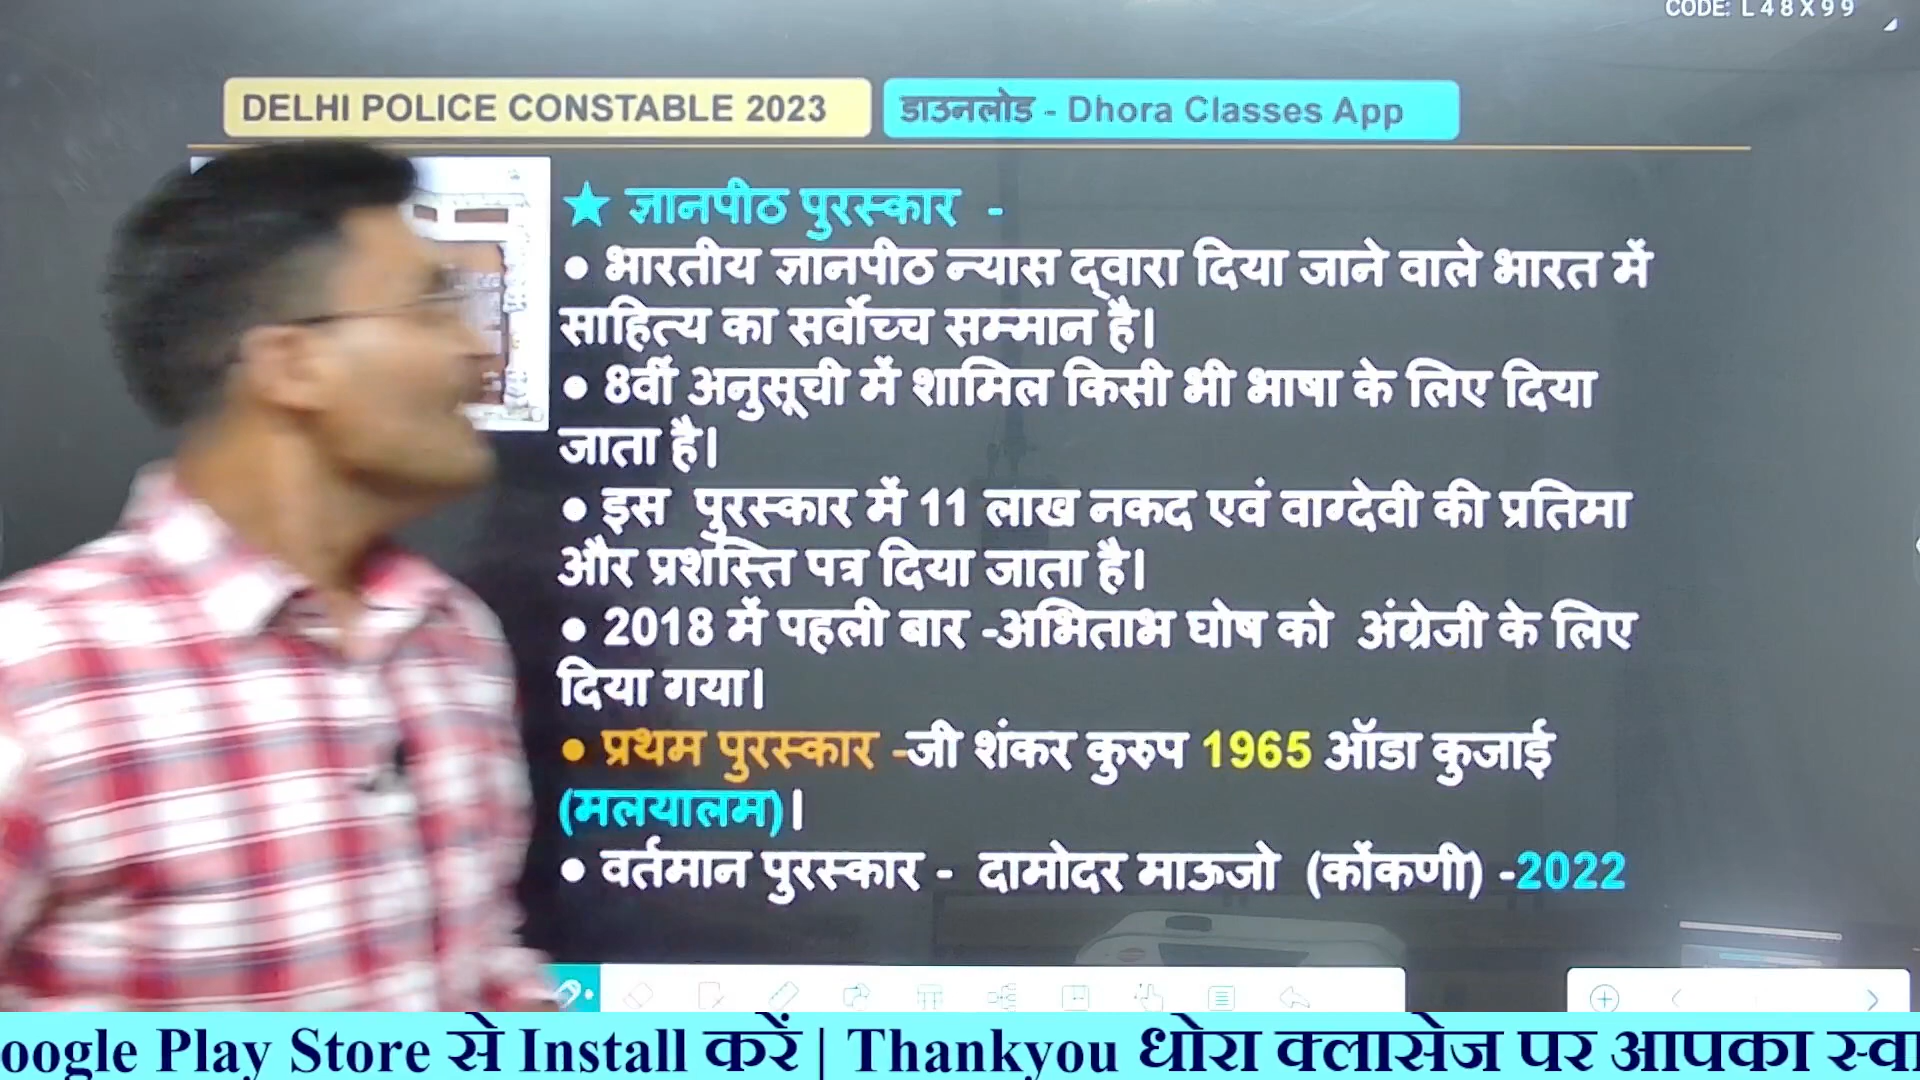 CODE: L48X99
DELHI POLICE CONSTABLE 2023
डाउनलोड - Dhora Classes App
★ ज्ञानपीठ पुरस्कार -
● भारतीय ज्ञानपीठ न्यास द्वारा दिया जाने वाले भारत में
साहित्य का सर्वोच्च सम्मान है।
● 8वीं अनुसूची में शामिल किसी भी भाषा के लिए दिया
जाता है।
● इस पुरस्कार में 11 लाख नकद एवं वाग्देवी की प्रतिमा
और प्रशस्ति पत्र दिया जाता है।
● 2018 में पहली बार -अमिताभ घोष को अंग्रेजी के लिए
दिया गया।
● प्रथम पुरस्कार -जी शंकर कुरुप 1965 ऑडा कुजाई
(मलयालम)।
● वर्तमान पुरस्कार - दामोदर माऊजो (कोंकणी) -2022
oogle Play Store से Install करें | Thankyou धोरा क्लासेज पर आपका स्वा